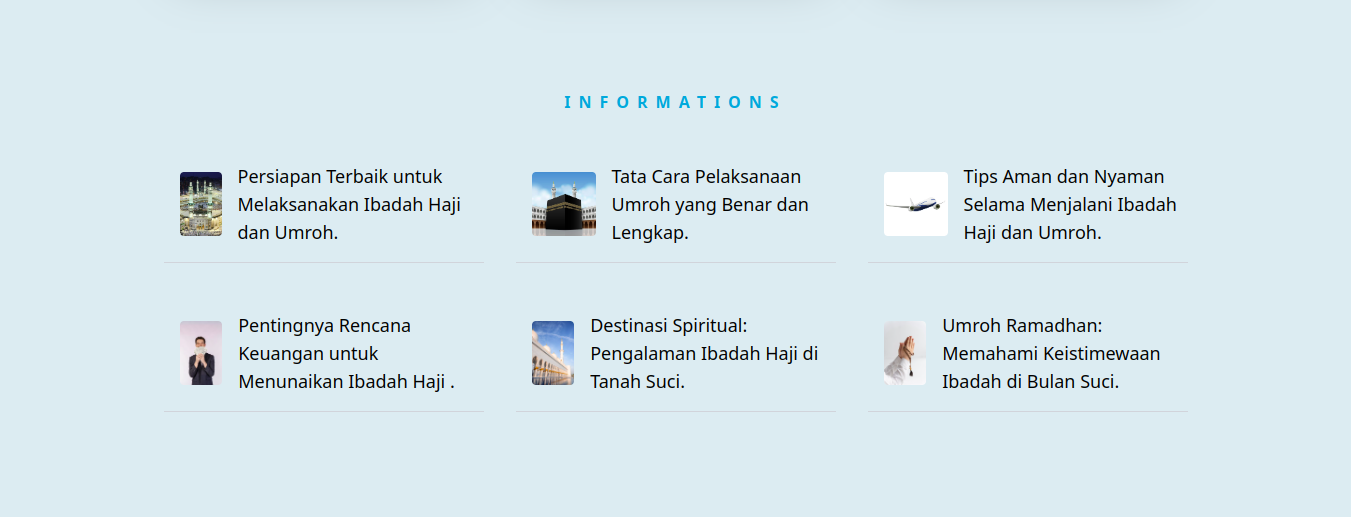 INFORMATIONS
Persiapan Terbaik untuk
Melaksanakan Ibadah Haji
dan Umroh.
Tata Cara Pelaksanaan
Umroh yang Benar dan
Lengkap.
Tips Aman dan Nyaman
Selama Menjalani Ibadah
Haji dan Umroh.
Pentingnya Rencana
Keuangan untuk
Menunaikan Ibadah Haji .
Destinasi Spiritual:
Pengalaman Ibadah Haji di
Tanah Suci.
Umroh Ramadhan:
Memahami Keistimewaan
Ibadah di Bulan Suci.